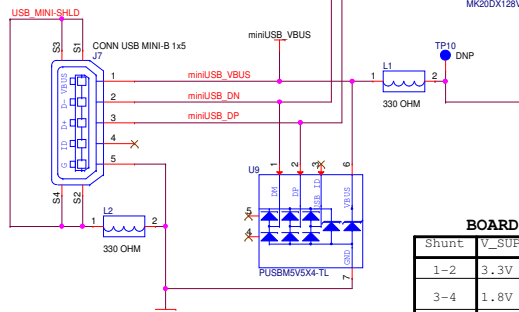 MK20DX128V
USB_MINI-SHLD
miniUSB_VBUS
TP10
DNP
CONN USB MINI-B 1x5
J7
S3
S1
VBUS
D-
D+
ID
G
1
2
3
4
5
S4
S2
miniUSB_VBUS
miniUSB_DN
miniUSB_DP
L1
1
2
330 OHM
L2
1
2
330 OHM
U9
1
2
3
6
DM
DP
USB ID
VBUS
5
4
GND
7
PUSBM5V5X4-TL
BOARD
Shunt V_SUP
1-2 3.3V
3-4 1.8V